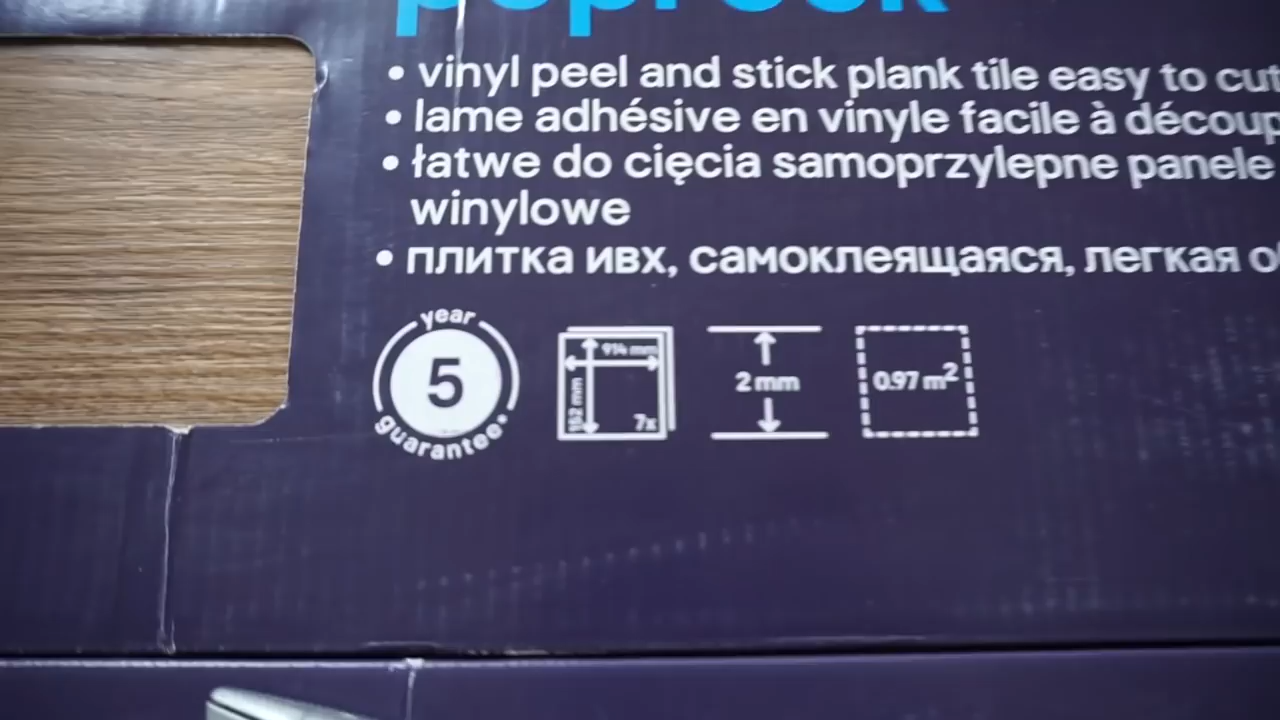 poprock
• vinyl peel and stick plank tile easy to cut
• lame adhésive en vinyle facile à découp
• łatwe do cięcia samoprzylepne panele
winylowe
• плитка ивх, самоклеящаяся, легкая о
year
5
guarantee*
914 mm
152 mm
7x
2 mm
0.97 m²